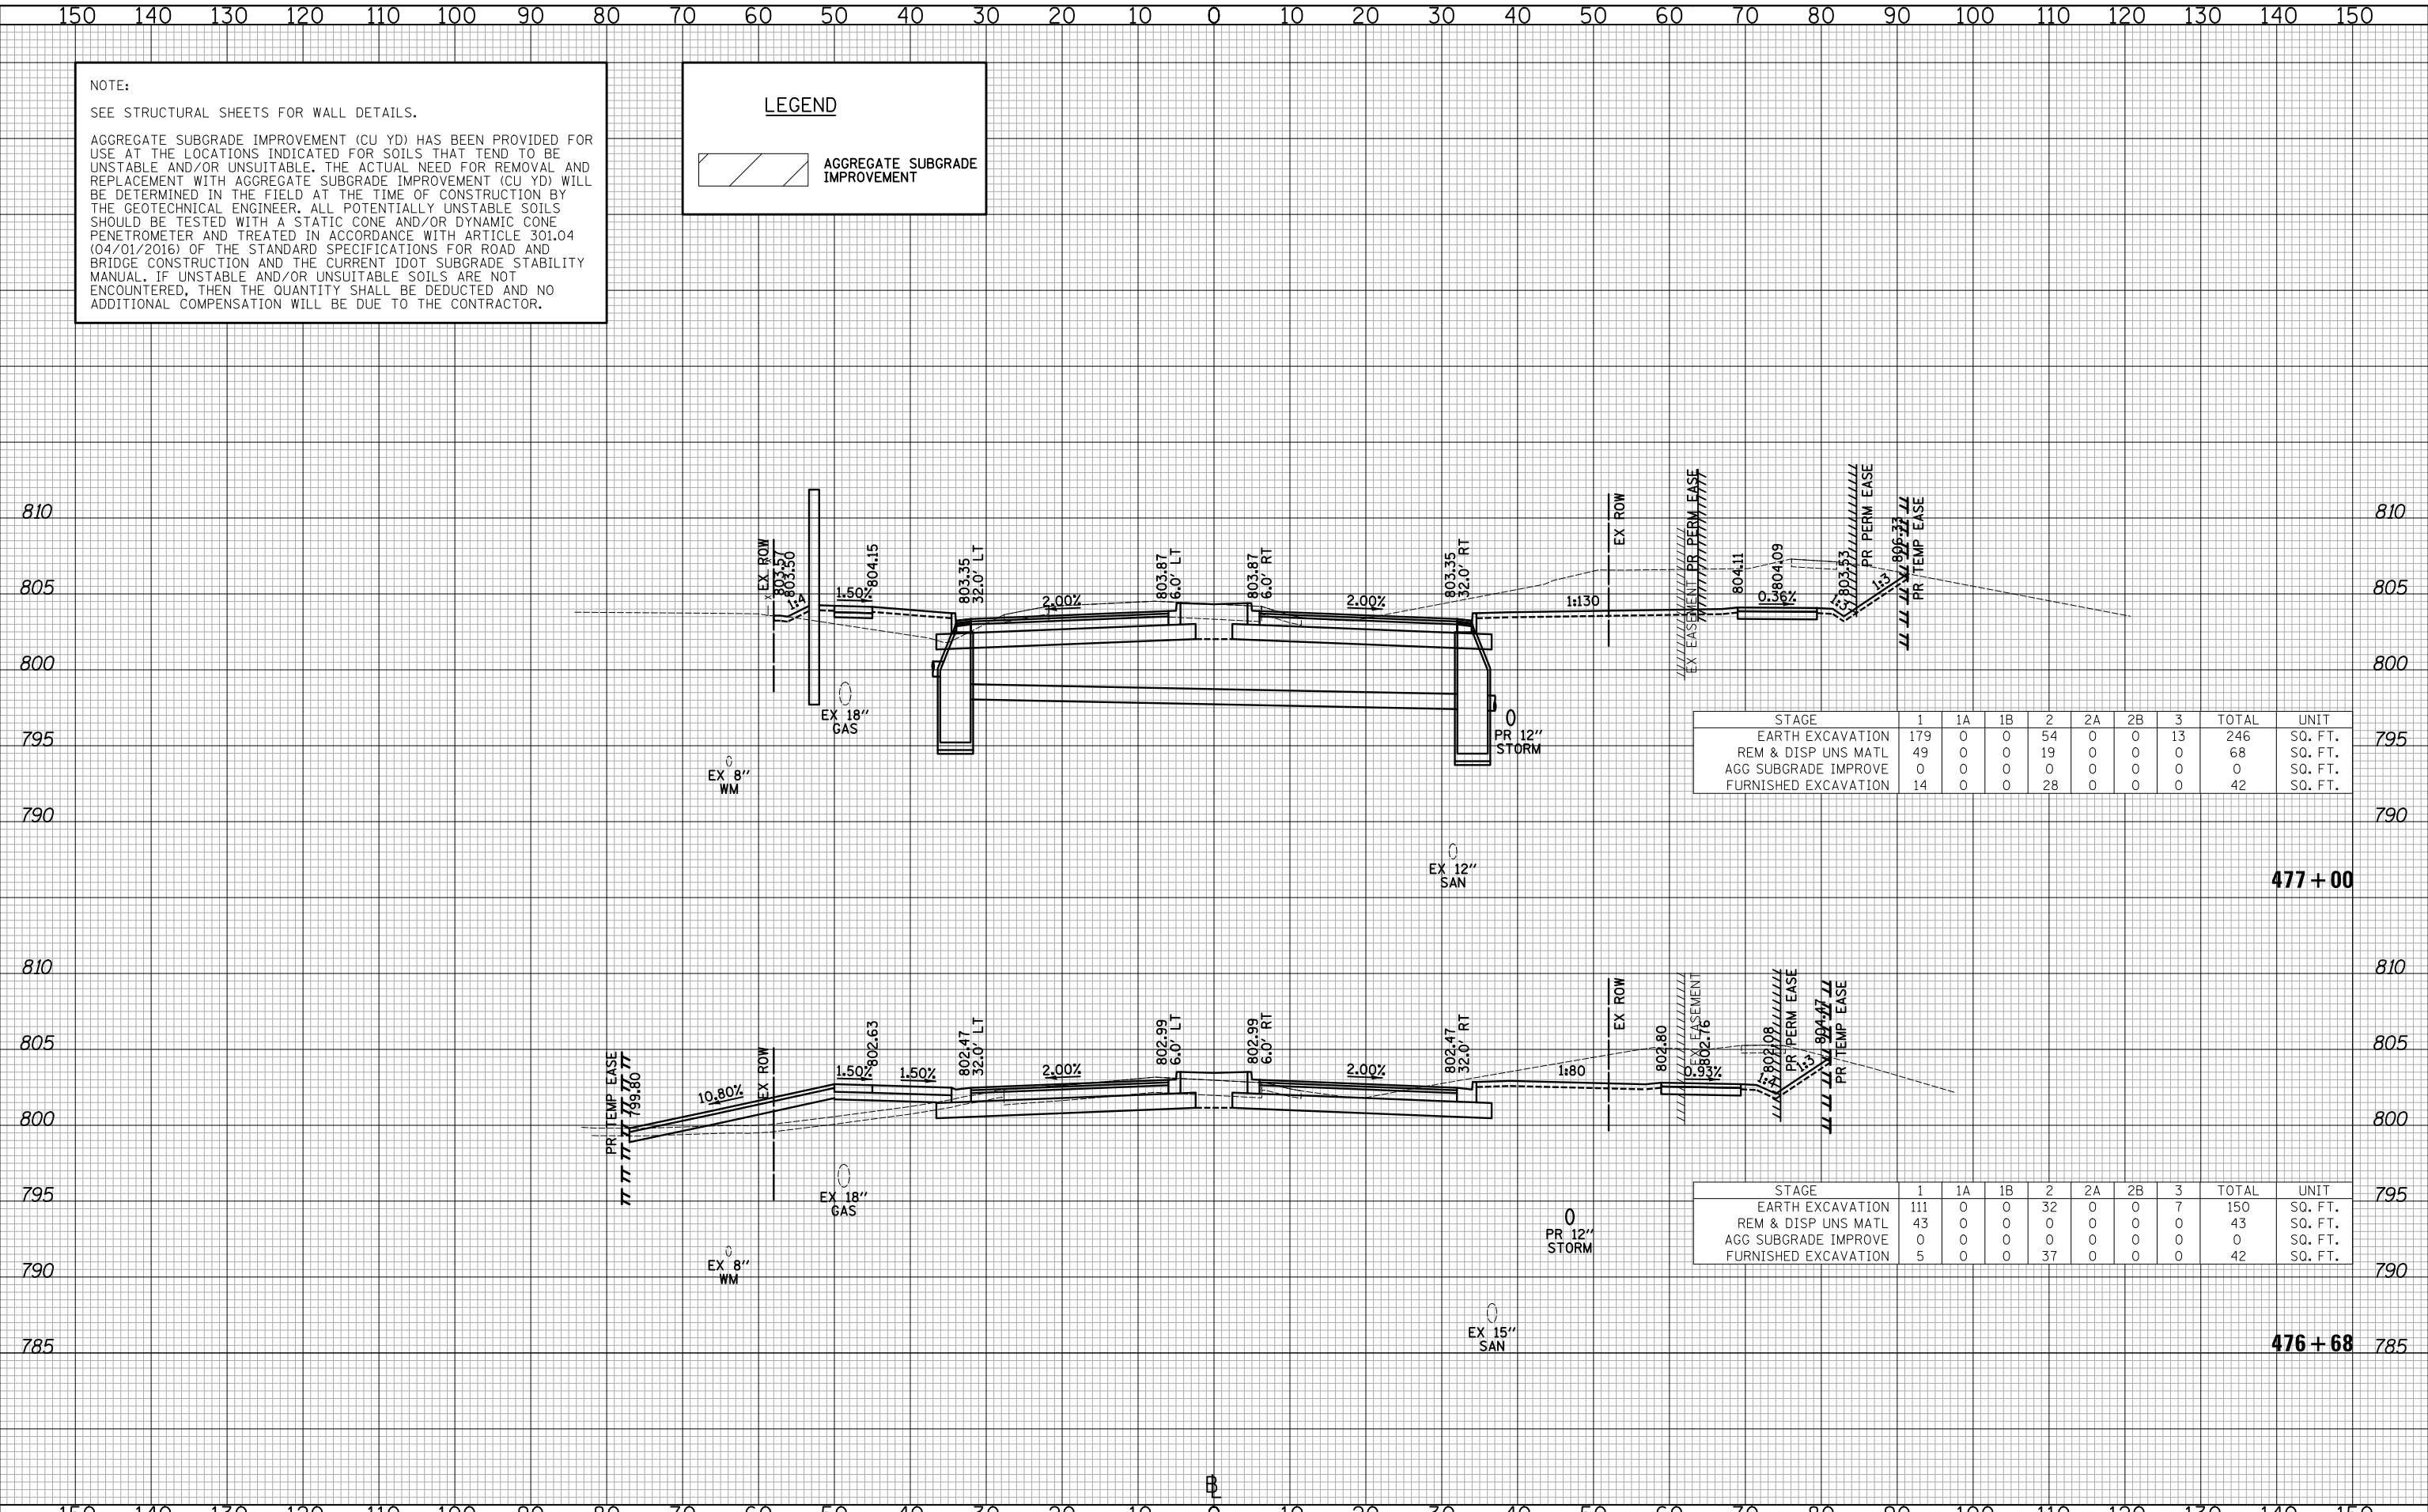 150 140 130 120 110 100 90 80 70 60 50 40 30 20 10 0 10 20 30 40 50 60 70 80 90 100 110 120 130 140 150
NOTE:
SEE STRUCTURAL SHEETS FOR WALL DETAILS.
AGGREGATE SUBGRADE IMPROVEMENT (CU YD) HAS BEEN PROVIDED FOR
USE AT THE LOCATIONS INDICATED FOR SOILS THAT TEND TO BE
UNSTABLE AND/OR UNSUITABLE. THE ACTUAL NEED FOR REMOVAL AND
REPLACEMENT WITH AGGREGATE SUBGRADE IMPROVEMENT (CU YD) WILL
BE DETERMINED IN THE FIELD AT THE TIME OF CONSTRUCTION BY
THE GEOTECHNICAL ENGINEER. ALL POTENTIALLY UNSTABLE SOILS
SHOULD BE TESTED WITH A STATIC CONE AND/OR DYNAMIC CONE
PENETROMETER AND TREATED IN ACCORDANCE WITH ARTICLE 301.04
(04/01/2016) OF THE STANDARD SPECIFICATIONS FOR ROAD AND
BRIDGE CONSTRUCTION AND THE CURRENT IDOT SUBGRADE STABILITY
MANUAL. IF UNSTABLE AND/OR UNSUITABLE SOILS ARE NOT
ENCOUNTERED, THEN THE QUANTITY SHALL BE DEDUCTED AND NO
ADDITIONAL COMPENSATION WILL BE DUE TO THE CONTRACTOR.
LEGEND
AGGREGATE SUBGRADE
IMPROVEMENT
810
805
800
795
790
EX ROW
803.57
803.50
1:4
1.50%
804.15
803.35
32.0' LT
2.00%
803.87
6.0' LT
803.87
6.0' RT
2.00%
803.35
32.0' RT
1:130
EX ROW
EX EASEMENT
PR PERM EASE
804.11
0.36%
804.09
1:3
803.53
PR PERM EASE
1:3
806.33
PR TEMP EASE
810
805
800
795
790
EX 18"
GAS
EX 8"
WM
PR 12"
STORM
EX 12"
SAN
STAGE 1 1A 1B 2 2A 2B 3 TOTAL UNIT
EARTH EXCAVATION 179 0 0 54 0 0 13 246 SQ. FT.
REM & DISP UNS MATL 49 0 0 19 0 0 0 68 SQ. FT.
AGG SUBGRADE IMPROVE 0 0 0 0 0 0 0 0 SQ. FT.
FURNISHED EXCAVATION 14 0 0 28 0 0 0 42 SQ. FT.
477+00
810
805
800
795
790
785
PR TEMP EASE
799.80
10.80%
EX ROW
1.50%
802.63
1.50%
802.47
32.0' LT
2.00%
802.99
6.0' LT
802.99
6.0' RT
2.00%
802.47
32.0' RT
1:80
EX ROW
802.80
EX EASEMENT
802.76
0.93%
1:4
802.08
PR PERM EASE
1:3
804.47
PR TEMP EASE
810
805
800
795
790
785
EX 18"
GAS
EX 8"
WM
PR 12"
STORM
EX 15"
SAN
STAGE 1 1A 1B 2 2A 2B 3 TOTAL UNIT
EARTH EXCAVATION 111 0 0 32 0 0 7 150 SQ. FT.
REM & DISP UNS MATL 43 0 0 0 0 0 0 43 SQ. FT.
AGG SUBGRADE IMPROVE 0 0 0 0 0 0 0 0 SQ. FT.
FURNISHED EXCAVATION 5 0 0 37 0 0 0 42 SQ. FT.
476+68
BL
150 140 130 120 110 100 90 80 70 60 50 40 30 20 10 0 10 20 30 40 50 60 70 80 90 100 110 120 130 140 150